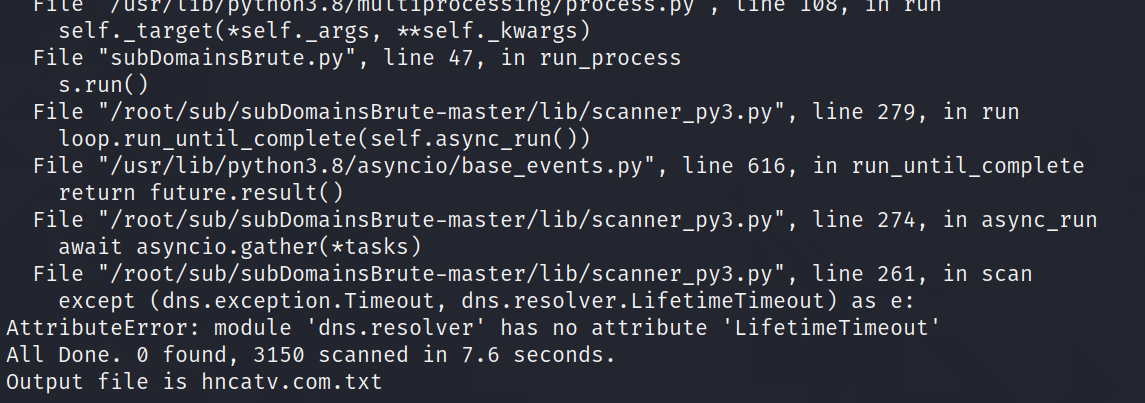 File "/usr/lib/python3.8/multiprocessing/process.py", line 108, in run
self._target(*self._args, **self._kwargs)
File "subDomainsBrute.py", line 47, in run_process
s.run()
File "/root/sub/subDomainsBrute-master/lib/scanner_py3.py", line 279, in run
loop.run_until_complete(self.async_run())
File "/usr/lib/python3.8/asyncio/base_events.py", line 616, in run_until_complete
return future.result()
File "/root/sub/subDomainsBrute-master/lib/scanner_py3.py", line 274, in async_run
await asyncio.gather(*tasks)
File "/root/sub/subDomainsBrute-master/lib/scanner_py3.py", line 261, in scan
except (dns.exception.Timeout, dns.resolver.LifetimeTimeout) as e:
AttributeError: module 'dns.resolver' has no attribute 'LifetimeTimeout'
All Done. 0 found, 3150 scanned in 7.6 seconds.
Output file is hncatv.com.txt